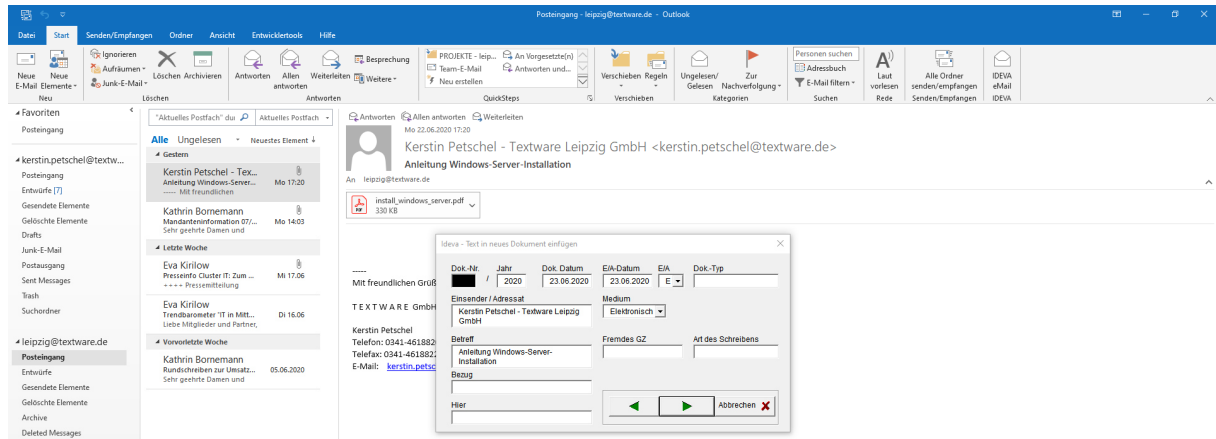 Posteingang - leipzig@textware.de - Outlook
Datei Start Senden/Empfangen Ordner Ansicht Entwicklertools Hilfe
Neue E-Mail
Neue Elemente
Neu
Ignorieren
Aufräumen
Junk-E-Mail
Löschen Archivieren
Löschen
Antworten
Allen antworten
Weiterleiten
Besprechung
Weitere
Antworten
PROJEKTE - leip...
Team-E-Mail
Neu erstellen
An Vorgesetzte(n)
Antworten und...
QuickSteps
Verschieben Regeln
Verschieben
Ungelesen/ Gelesen
Zur Nachverfolgung
Kategorien
Personen suchen
Adressbuch
E-Mail filtern
Suchen
Laut vorlesen
Rede
Alle Ordner senden/empfangen
Senden/Empfangen
IDEVA eMail
IDEVA
Favoriten
Posteingang
kerstin.petschel@textw...
Posteingang
Entwürfe [7]
Gesendete Elemente
Gelöschte Elemente
Drafts
Junk-E-Mail
Postausgang
Sent Messages
Trash
Suchordner
leipzig@textware.de
Posteingang
Entwürfe
Gesendete Elemente
Gelöschte Elemente
Archive
Deleted Messages
"Aktuelles Postfach" dur Aktuelles Postfach
Alle Ungelesen Neuestes Element ↓
Gestern
Kerstin Petschel - Tex...
Anleitung Windows-Server... Mo 17:20
----- Mit freundlichen
Kathrin Bornemann
Mandanteninformation 07/... Mo 14:03
Sehr geehrte Damen und
Letzte Woche
Eva Kirilow
Presseinfo Cluster IT: Zum ... Mi 17.06
++++ Pressemitteilung
Eva Kirilow
Trendbarometer 'IT in Mitt... Di 16.06
Liebe Mitglieder und Partner,
Vorvorletzte Woche
Kathrin Bornemann
Rundschreiben zur Umsatz... 05.06.2020
Sehr geehrte Damen und
Antworten Allen antworten Weiterleiten
Mo 22.06.2020 17:20
Kerstin Petschel - Textware Leipzig GmbH <kerstin.petschel@textware.de>
Anleitung Windows-Server-Installation
An leipzig@textware.de
install_windows_server.pdf
330 KB
-----
Mit freundlichen Grüß
T E X T W A R E GmbH
Kerstin Petschel
Telefon: 0341-461882
Telefax: 0341-461882
E-Mail: kerstin.petsc
Ideva - Text in neues Dokument einfügen
Dok.-Nr. Jahr Dok. Datum E/A-Datum E/A Dok.-Typ
/ 2020 23.06.2020 23.06.2020 E
Einsender / Adressat Medium
Kerstin Petschel - Textware Leipzig GmbH
Elektronisch
Betreff Fremdes GZ Art des Schreibens
Anleitung Windows-Server-Installation
Bezug
Hier
Abbrechen